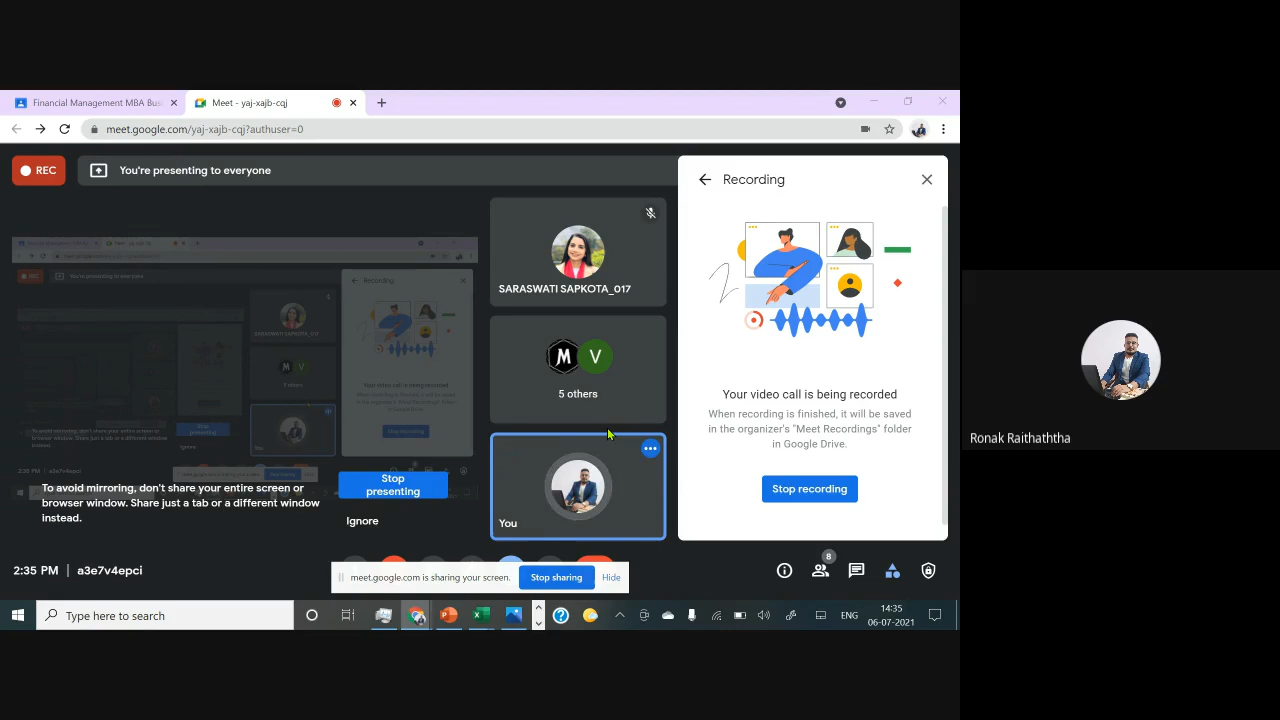 Financial Management MBA Busi
Meet - yaj-xajb-cqj
meet.google.com/yaj-xajb-cqj?authuser=0
REC
You're presenting to everyone
Recording
SARASWATI SAPKOTA_017
M V
5 others
You
Your video call is being recorded
When recording is finished, it will be saved
in the organizer's "Meet Recordings" folder
in Google Drive.
Stop recording
To avoid mirroring, don't share your entire screen or
browser window. Share just a tab or a different window
instead.
Stop
presenting
Ignore
2:35 PM | a3e7v4epci
meet.google.com is sharing your screen.
Stop sharing
Hide
8
Type here to search
ENG
14:35
06-07-2021
Ronak Raithaththa